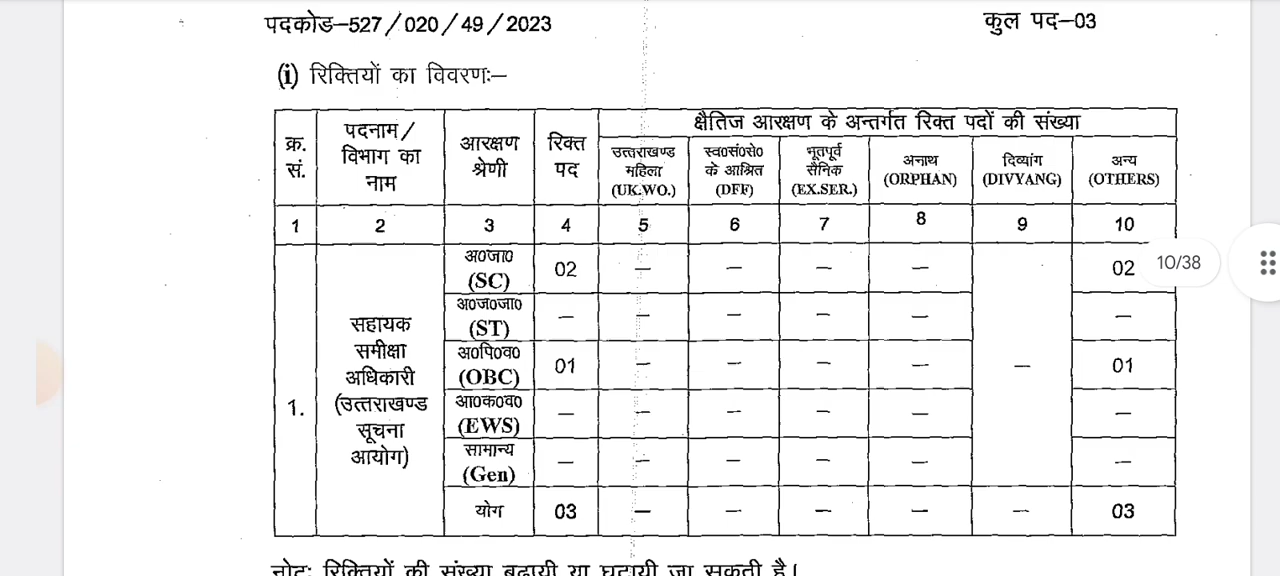 पदकोड–527/020/49/2023
कुल पद–03
(i) रिक्तियों का विवरणः–
क्र. सं.
पदनाम/ विभाग का नाम
आरक्षण श्रेणी
रिक्त पद
क्षैतिज आरक्षण के अन्तर्गत रिक्त पदों की संख्या
उत्तराखण्ड महिला (UK.WO.)
स्व0सं0से0 के आश्रित (DFF)
भूतपूर्व सैनिक (EX.SER.)
अनाथ (ORPHAN)
दिव्यांग (DIVYANG)
अन्य (OTHERS)
1 2 3 4 5 6 7 8 9 10
1.
सहायक समीक्षा अधिकारी (उत्तराखण्ड सूचना आयोग)
अ0जा0 (SC) 02 – – – – 02
अ0ज0जा0 (ST) – – – – – –
अ0पि0व0 (OBC) 01 – – – – – 01
आ0क0व0 (EWS) – – – – – –
सामान्य (Gen) – – – – – –
योग 03 – – – – – 03
10/38
नोटः रिक्तियों की संख्या बढ़ायी या घटायी जा सकती है।